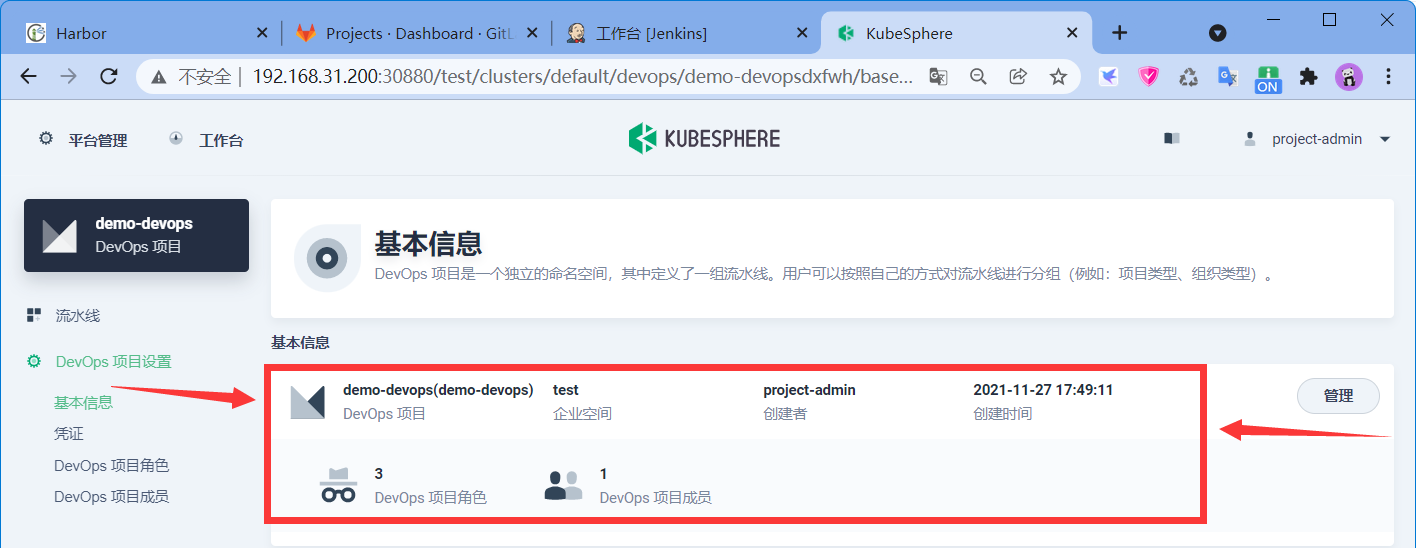 Harbor
Projects · Dashboard · GitL
工作台 [Jenkins]
KubeSphere
不安全 | 192.168.31.200:30880/test/clusters/default/devops/demo-devopsdxfwh/base...
ON
平台管理
工作台
KUBESPHERE
project-admin
demo-devops
DevOps 项目
基本信息
DevOps 项目是一个独立的命名空间，其中定义了一组流水线。用户可以按照自己的方式对流水线进行分组（例如：项目类型、组织类型）。
流水线
DevOps 项目设置
基本信息
凭证
DevOps 项目角色
DevOps 项目成员
基本信息
demo-devops(demo-devops) test project-admin 2021-11-27 17:49:11
DevOps 项目 企业空间 创建者 创建时间
管理
3 1
DevOps 项目角色 DevOps 项目成员